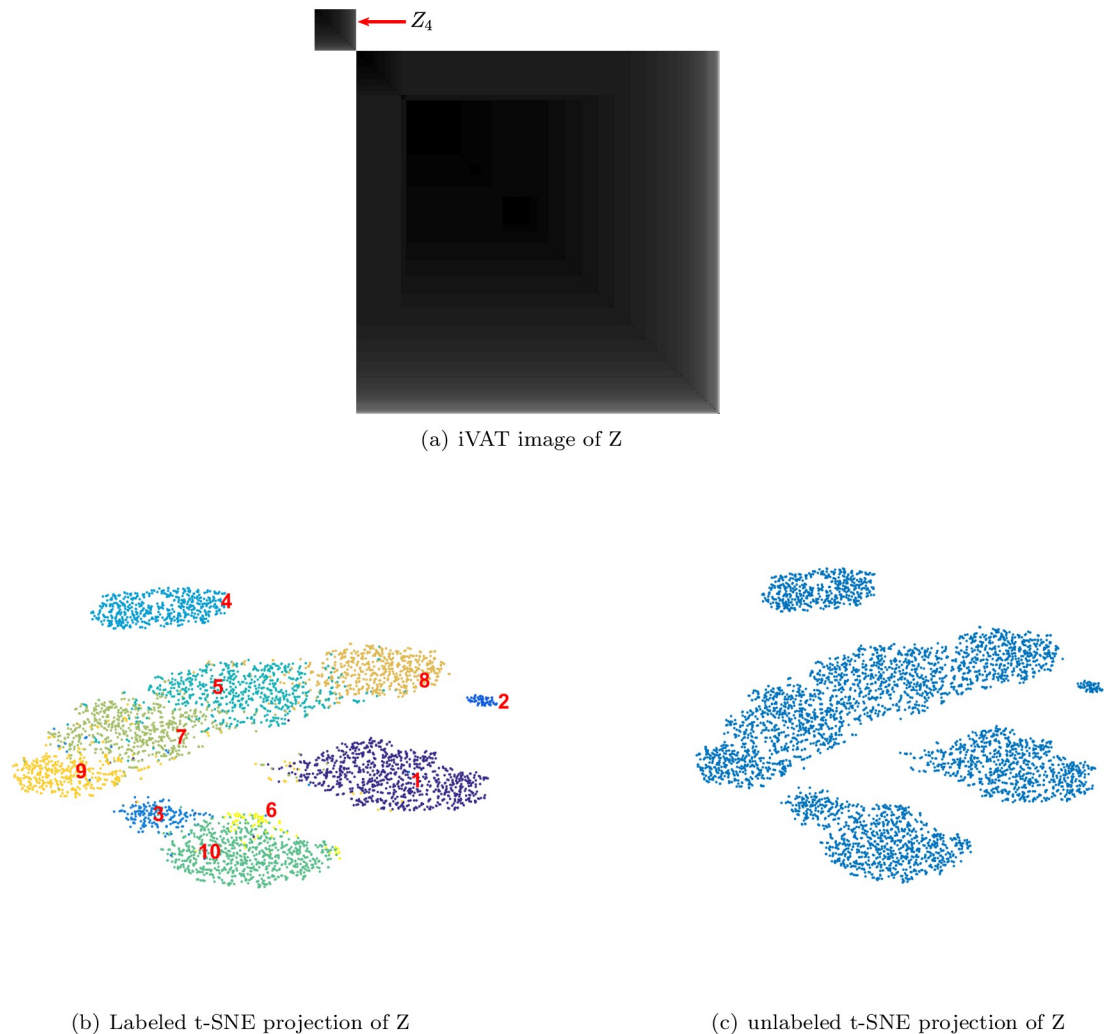 Z₄
(a) iVAT image of Z
4
5
8
2
7
9
1
3
6
10
(b) Labeled t-SNE projection of Z
(c) unlabeled t-SNE projection of Z